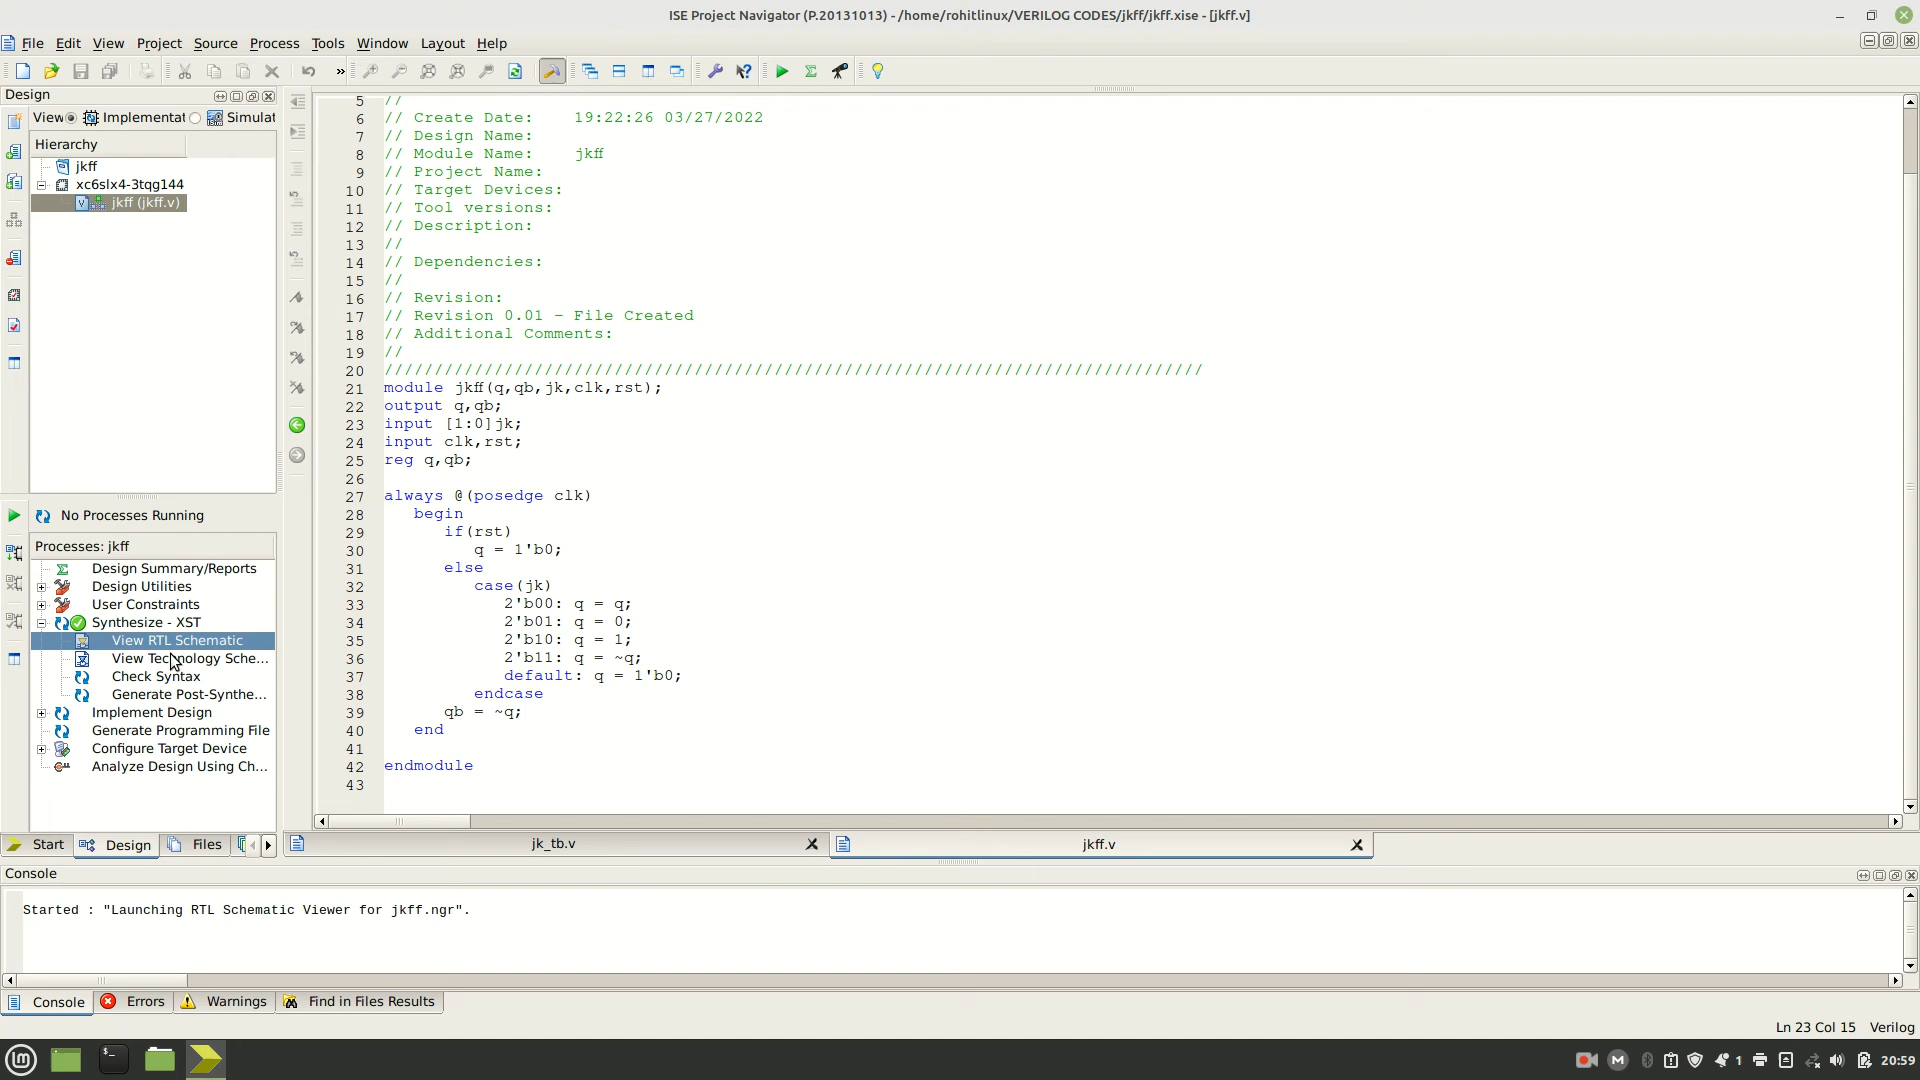 ISE Project Navigator (P.20131013) - /home/rohitlinux/VERILOG CODES/jkff/jkff.xise - [jkff.v]
File Edit View Project Source Process Tools Window Layout Help
Design
View Implementat Simulat
Hierarchy
jkff
xc6slx4-3tqg144
jkff (jkff.v)
No Processes Running
Processes: jkff
Design Summary/Reports
Design Utilities
User Constraints
Synthesize - XST
View RTL Schematic
View Technology Sche...
Check Syntax
Generate Post-Synthe...
Implement Design
Generate Programming File
Configure Target Device
Analyze Design Using Ch...
Start Design Files
5 //
6 // Create Date: 19:22:26 03/27/2022
7 // Design Name:
8 // Module Name: jkff
9 // Project Name:
10 // Target Devices:
11 // Tool versions:
12 // Description:
13 //
14 // Dependencies:
15 //
16 // Revision:
17 // Revision 0.01 - File Created
18 // Additional Comments:
19 //
20 //////////////////////////////////////////////////////////////////////////////////
21 module jkff(q,qb,jk,clk,rst);
22 output q,qb;
23 input [1:0]jk;
24 input clk,rst;
25 reg q,qb;
26
27 always @(posedge clk)
28 begin
29 if(rst)
30 q = 1'b0;
31 else
32 case(jk)
33 2'b00: q = q;
34 2'b01: q = 0;
35 2'b10: q = 1;
36 2'b11: q = ~q;
37 default: q = 1'b0;
38 endcase
39 qb = ~q;
40 end
41
42 endmodule
43
jk_tb.v jkff.v
Console
Started : "Launching RTL Schematic Viewer for jkff.ngr".
Console Errors Warnings Find in Files Results
Ln 23 Col 15 Verilog
1 20:59